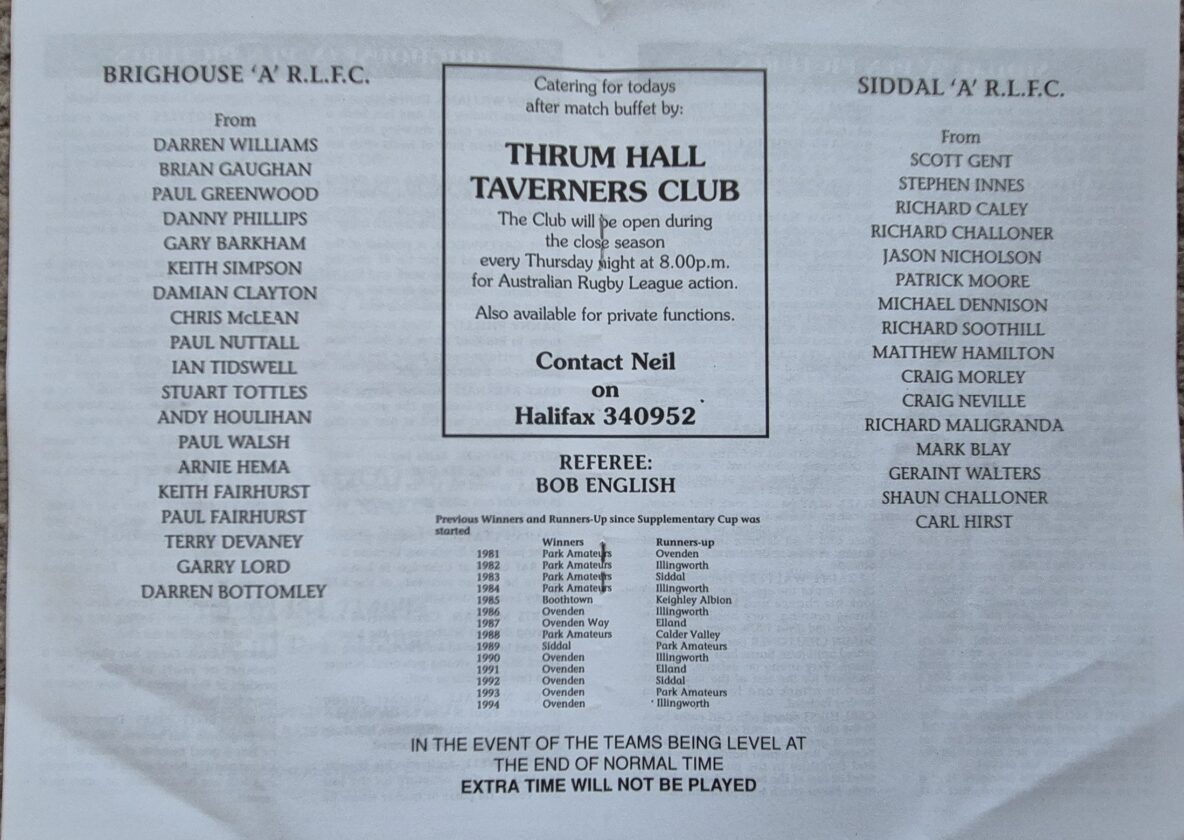 BRIGHOUSE 'A' R.L.F.C.
From
DARREN WILLIAMS
BRIAN GAUGHAN
PAUL GREENWOOD
DANNY PHILLIPS
GARY BARKHAM
KEITH SIMPSON
DAMIAN CLAYTON
CHRIS McLEAN
PAUL NUTTALL
IAN TIDSWELL
STUART TOTTLES
ANDY HOULIHAN
PAUL WALSH
ARNIE HEMA
KEITH FAIRHURST
PAUL FAIRHURST
TERRY DEVANEY
GARRY LORD
DARREN BOTTOMLEY
Catering for todays
after match buffet by:
THRUM HALL
TAVERNERS CLUB
The Club will be open during
the close season
every Thursday night at 8.00p.m.
for Australian Rugby League action.
Also available for private functions.
Contact Neil
on
Halifax 340952
REFEREE:
BOB ENGLISH
Previous Winners and Runners-Up since Supplementary Cup was
started
Winners Runners-up
1981 Park Amateurs Ovenden
1982 Park Amateurs Illingworth
1983 Park Amateurs Siddal
1984 Park Amateurs Illingworth
1985 Boothtown Keighley Albion
1986 Ovenden Illingworth
1987 Ovenden Way Elland
1988 Park Amateurs Calder Valley
1989 Siddal Park Amateurs
1990 Ovenden Illingworth
1991 Ovenden Elland
1992 Ovenden Siddal
1993 Ovenden Park Amateurs
1994 Ovenden Illingworth
IN THE EVENT OF THE TEAMS BEING LEVEL AT
THE END OF NORMAL TIME
EXTRA TIME WILL NOT BE PLAYED
SIDDAL 'A' R.L.F.C.
From
SCOTT GENT
STEPHEN INNES
RICHARD CALEY
RICHARD CHALLONER
JASON NICHOLSON
PATRICK MOORE
MICHAEL DENNISON
RICHARD SOOTHILL
MATTHEW HAMILTON
CRAIG MORLEY
CRAIG NEVILLE
RICHARD MALIGRANDA
MARK BLAY
GERAINT WALTERS
SHAUN CHALLONER
CARL HIRST